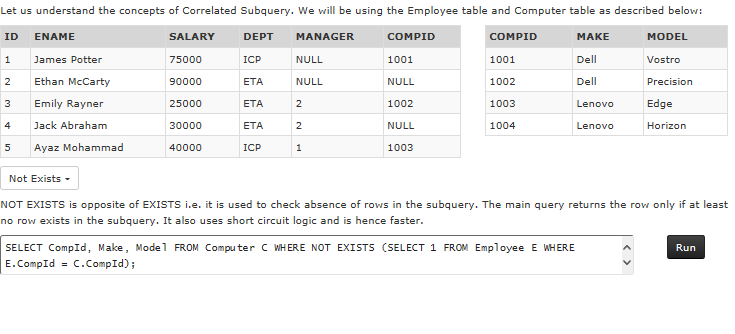 Let us understand the concepts of Correlated Subquery. We will be using the Employee table and Computer table as described below:
ID ENAME SALARY DEPT MANAGER COMPID
1 James Potter 75000 ICP NULL 1001
2 Ethan McCarty 90000 ETA NULL NULL
3 Emily Rayner 25000 ETA 2 1002
4 Jack Abraham 30000 ETA 2 NULL
5 Ayaz Mohammad 40000 ICP 1 1003
COMPID MAKE MODEL
1001 Dell Vostro
1002 Dell Precision
1003 Lenovo Edge
1004 Lenovo Horizon
Not Exists
NOT EXISTS is opposite of EXISTS i.e. it is used to check absence of rows in the subquery. The main query returns the row only if at least
no row exists in the subquery. It also uses short circuit logic and is hence faster.
SELECT CompId, Make, Model FROM Computer C WHERE NOT EXISTS (SELECT 1 FROM Employee E WHERE
E.CompId = C.CompId);
Run